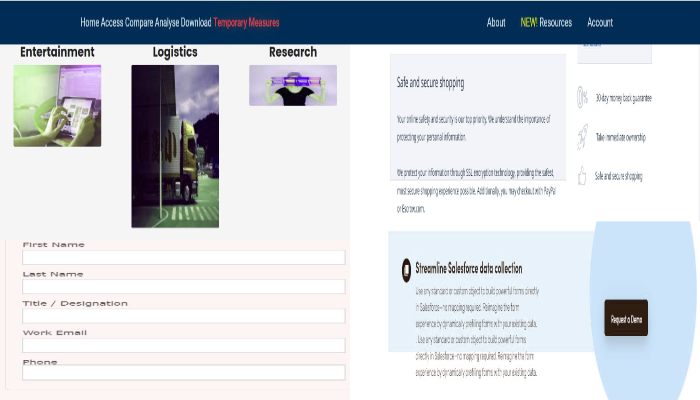 Home Access Compare Analyse Download Temporary Measures
About NEW! Resources Account
Entertainment
Logistics
Research
First Name
Last Name
Title / Designation
Work Email
Phone
Safe and secure shopping
Your online safety and security is our top priority. We understand the importance of
protecting your personal information.
We protect your information through SSL encryption technology, providing the safest,
most secure shopping experience possible. Additionally, you may checkout with PayPal
or Escrow.com.
30-day money back guarantee
Take immediate ownership
Safe and secure shopping
Streamline Salesforce data collection
Use any standard or custom object to build powerful forms directly
in Salesforce—no mapping required. Reimagine the form
experience by dynamically prefilling forms with your existing data.
. Use any standard or custom object to build powerful forms
directly in Salesforce—no mapping required. Reimagine the form
experience by dynamically prefilling forms with your existing data.
Request a Demo